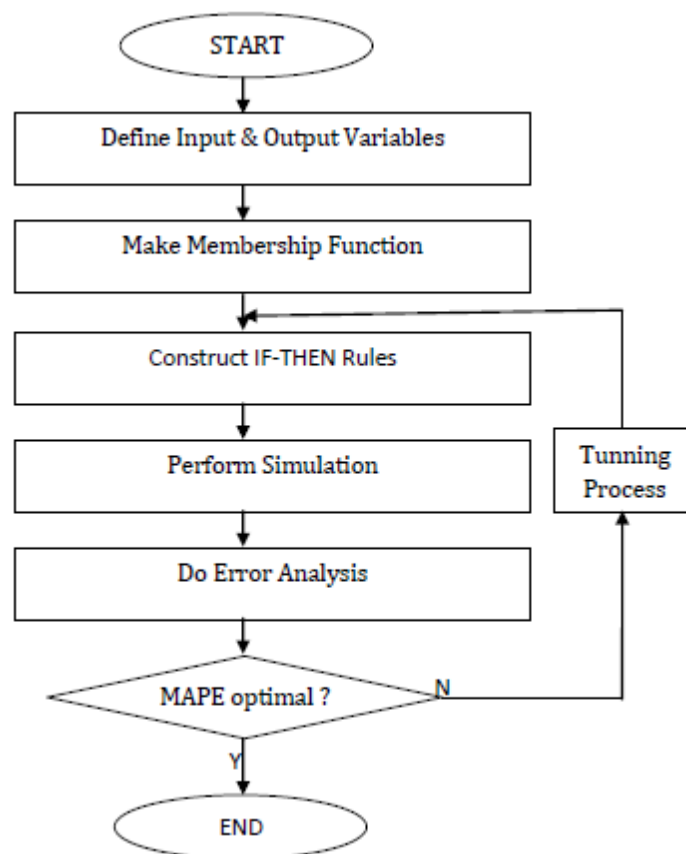 START
Define Input & Output Variables
Make Membership Function
Construct IF-THEN Rules
Perform Simulation
Tunning
Process
Do Error Analysis
MAPE optimal ?
N
Y
END